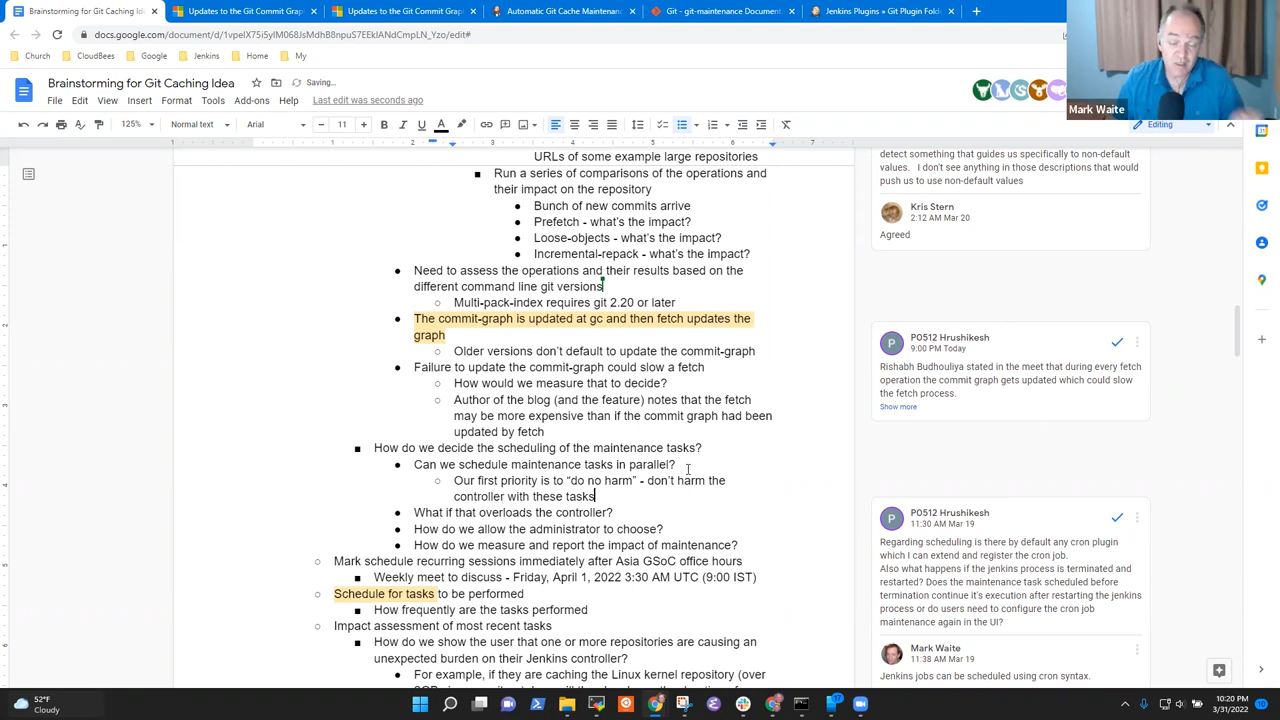 Brainstorming for Git Caching Ide
Updates to the Git Commit Grap
Updates to the Git Commit Grap
Automatic Git Cache Maintenanc
Git - git-maintenance Document
Jenkins Plugins » Git Plugin Fold
docs.google.com/document/d/
Church
CloudBees
Google
Jenkins
Home
My
Brainstorming for Git Caching Idea
Saving...
File Edit View Insert Format Tools Add-ons Help Last edit was seconds ago
125% Normal text Arial 11
Editing
Mark Waite
URLs of some example large repositories
Run a series of comparisons of the operations and
their impact on the repository
Bunch of new commits arrive
Prefetch - what's the impact?
Loose-objects - what's the impact?
Incremental-repack - what's the impact?
Need to assess the operations and their results based on the
different command line git versions
Multi-pack-index requires git 2.20 or later
The commit-graph is updated at gc and then fetch updates the
graph
Older versions don't default to update the commit-graph
Failure to update the commit-graph could slow a fetch
How would we measure that to decide?
Author of the blog (and the feature) notes that the fetch
may be more expensive than if the commit graph had been
updated by fetch
How do we decide the scheduling of the maintenance tasks?
Can we schedule maintenance tasks in parallel?
Our first priority is to "do no harm" - don't harm the
controller with these tasks
What if that overloads the controller?
How do we allow the administrator to choose?
How do we measure and report the impact of maintenance?
Mark schedule recurring sessions immediately after Asia GSoC office hours
Weekly meet to discuss - Friday, April 1, 2022 3:30 AM UTC (9:00 IST)
Schedule for tasks to be performed
How frequently are the tasks performed
Impact assessment of most recent tasks
How do we show the user that one or more repositories are causing an
unexpected burden on their Jenkins controller?
For example, if they are caching the Linux kernel repository (over
detect something that guides us specifically to non-default
values. I don't see anything in those descriptions that would
push us to use non-default values
Kris Stern
2:12 AM Mar 20
Agreed
P0512 Hrushikesh
9:00 PM Today
Rishabh Budhouliya stated in the meet that during every fetch
operation the commit graph gets updated which could slow
the fetch process.
Show more
P0512 Hrushikesh
11:30 AM Mar 19
Regarding scheduling is there by default any cron plugin
which I can extend and register the cron job.
Also what happens if the jenkins process is terminated and
restarted? Does the maintenance task scheduled before
termination continue it's execution after restarting the jenkins
process or do users need to configure the cron job
maintenance again in the UI?
Mark Waite
11:38 AM Mar 19
Jenkins jobs can be scheduled using cron syntax.
52°F
Cloudy
10:20 PM
3/31/2022